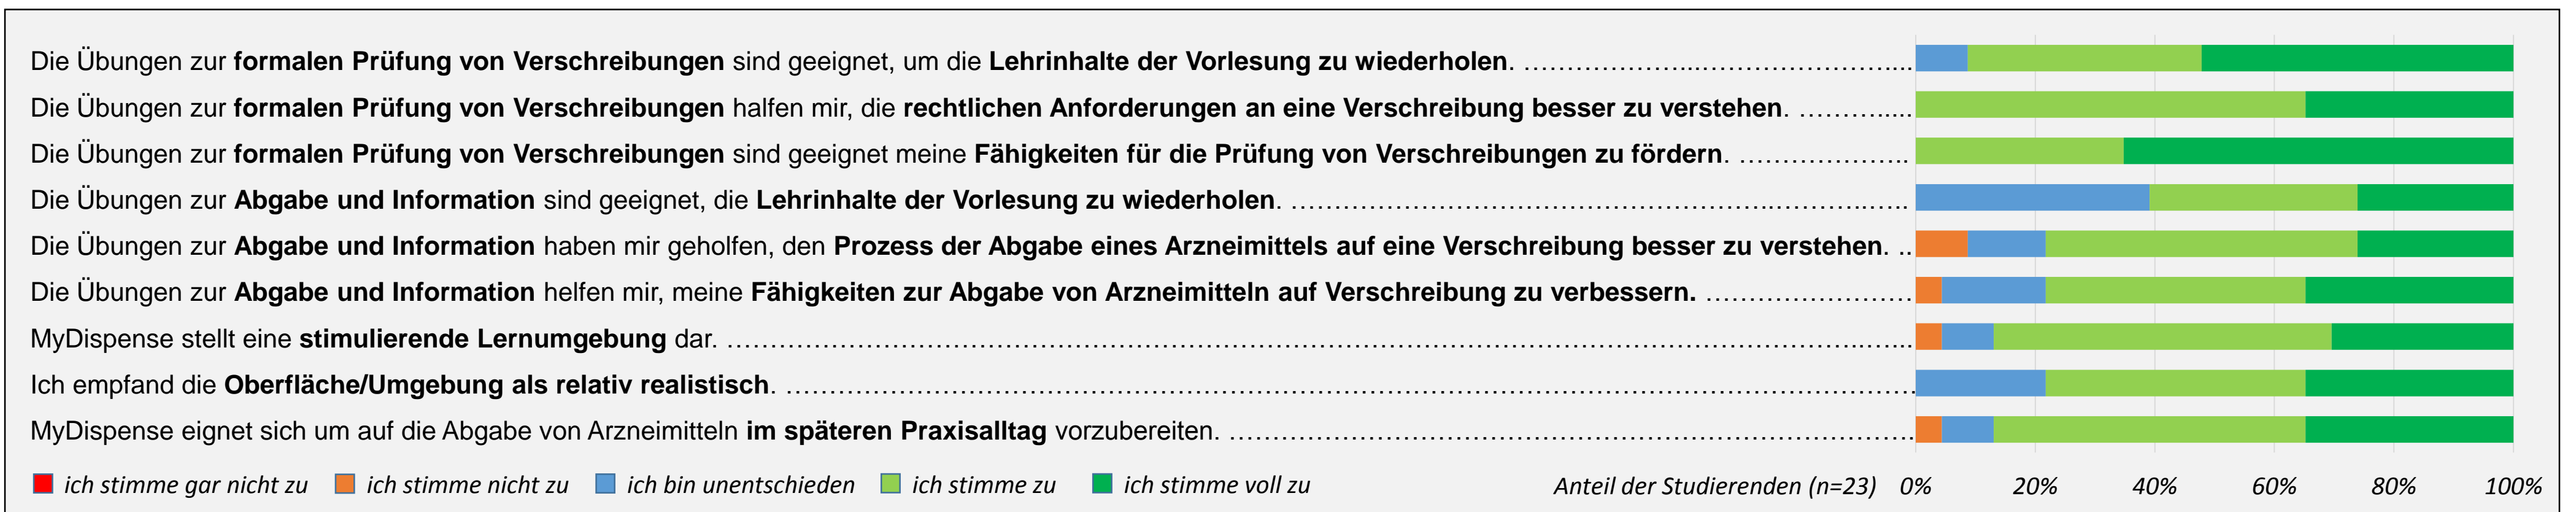 Die Übungen zur formalen Prüfung von Verschreibungen sind geeignet, um die Lehrinhalte der Vorlesung zu wiederholen. ……………………………………………
Die Übungen zur formalen Prüfung von Verschreibungen halfen mir, die rechtlichen Anforderungen an eine Verschreibung besser zu verstehen. ……………
Die Übungen zur formalen Prüfung von Verschreibungen sind geeignet meine Fähigkeiten für die Prüfung von Verschreibungen zu fördern. …………………..
Die Übungen zur Abgabe und Information sind geeignet, die Lehrinhalte der Vorlesung zu wiederholen. ……………………………………………………………………
Die Übungen zur Abgabe und Information haben mir geholfen, den Prozess der Abgabe eines Arzneimittels auf eine Verschreibung besser zu verstehen. ..
Die Übungen zur Abgabe und Information helfen mir, meine Fähigkeiten zur Abgabe von Arzneimitteln auf Verschreibung zu verbessern. ………………………
MyDispense stellt eine stimulierende Lernumgebung dar. ……………………………………………………………………………………………………………………
Ich empfand die Oberfläche/Umgebung als relativ realistisch. ………………………………………………………………………………………………………………
MyDispense eignet sich um auf die Abgabe von Arzneimitteln im späteren Praxisalltag vorzubereiten. ……………………………………………………………………
ich stimme gar nicht zu ich stimme nicht zu ich bin unentschieden ich stimme zu ich stimme voll zu Anteil der Studierenden (n=23) 0% 20% 40% 60% 80% 100%